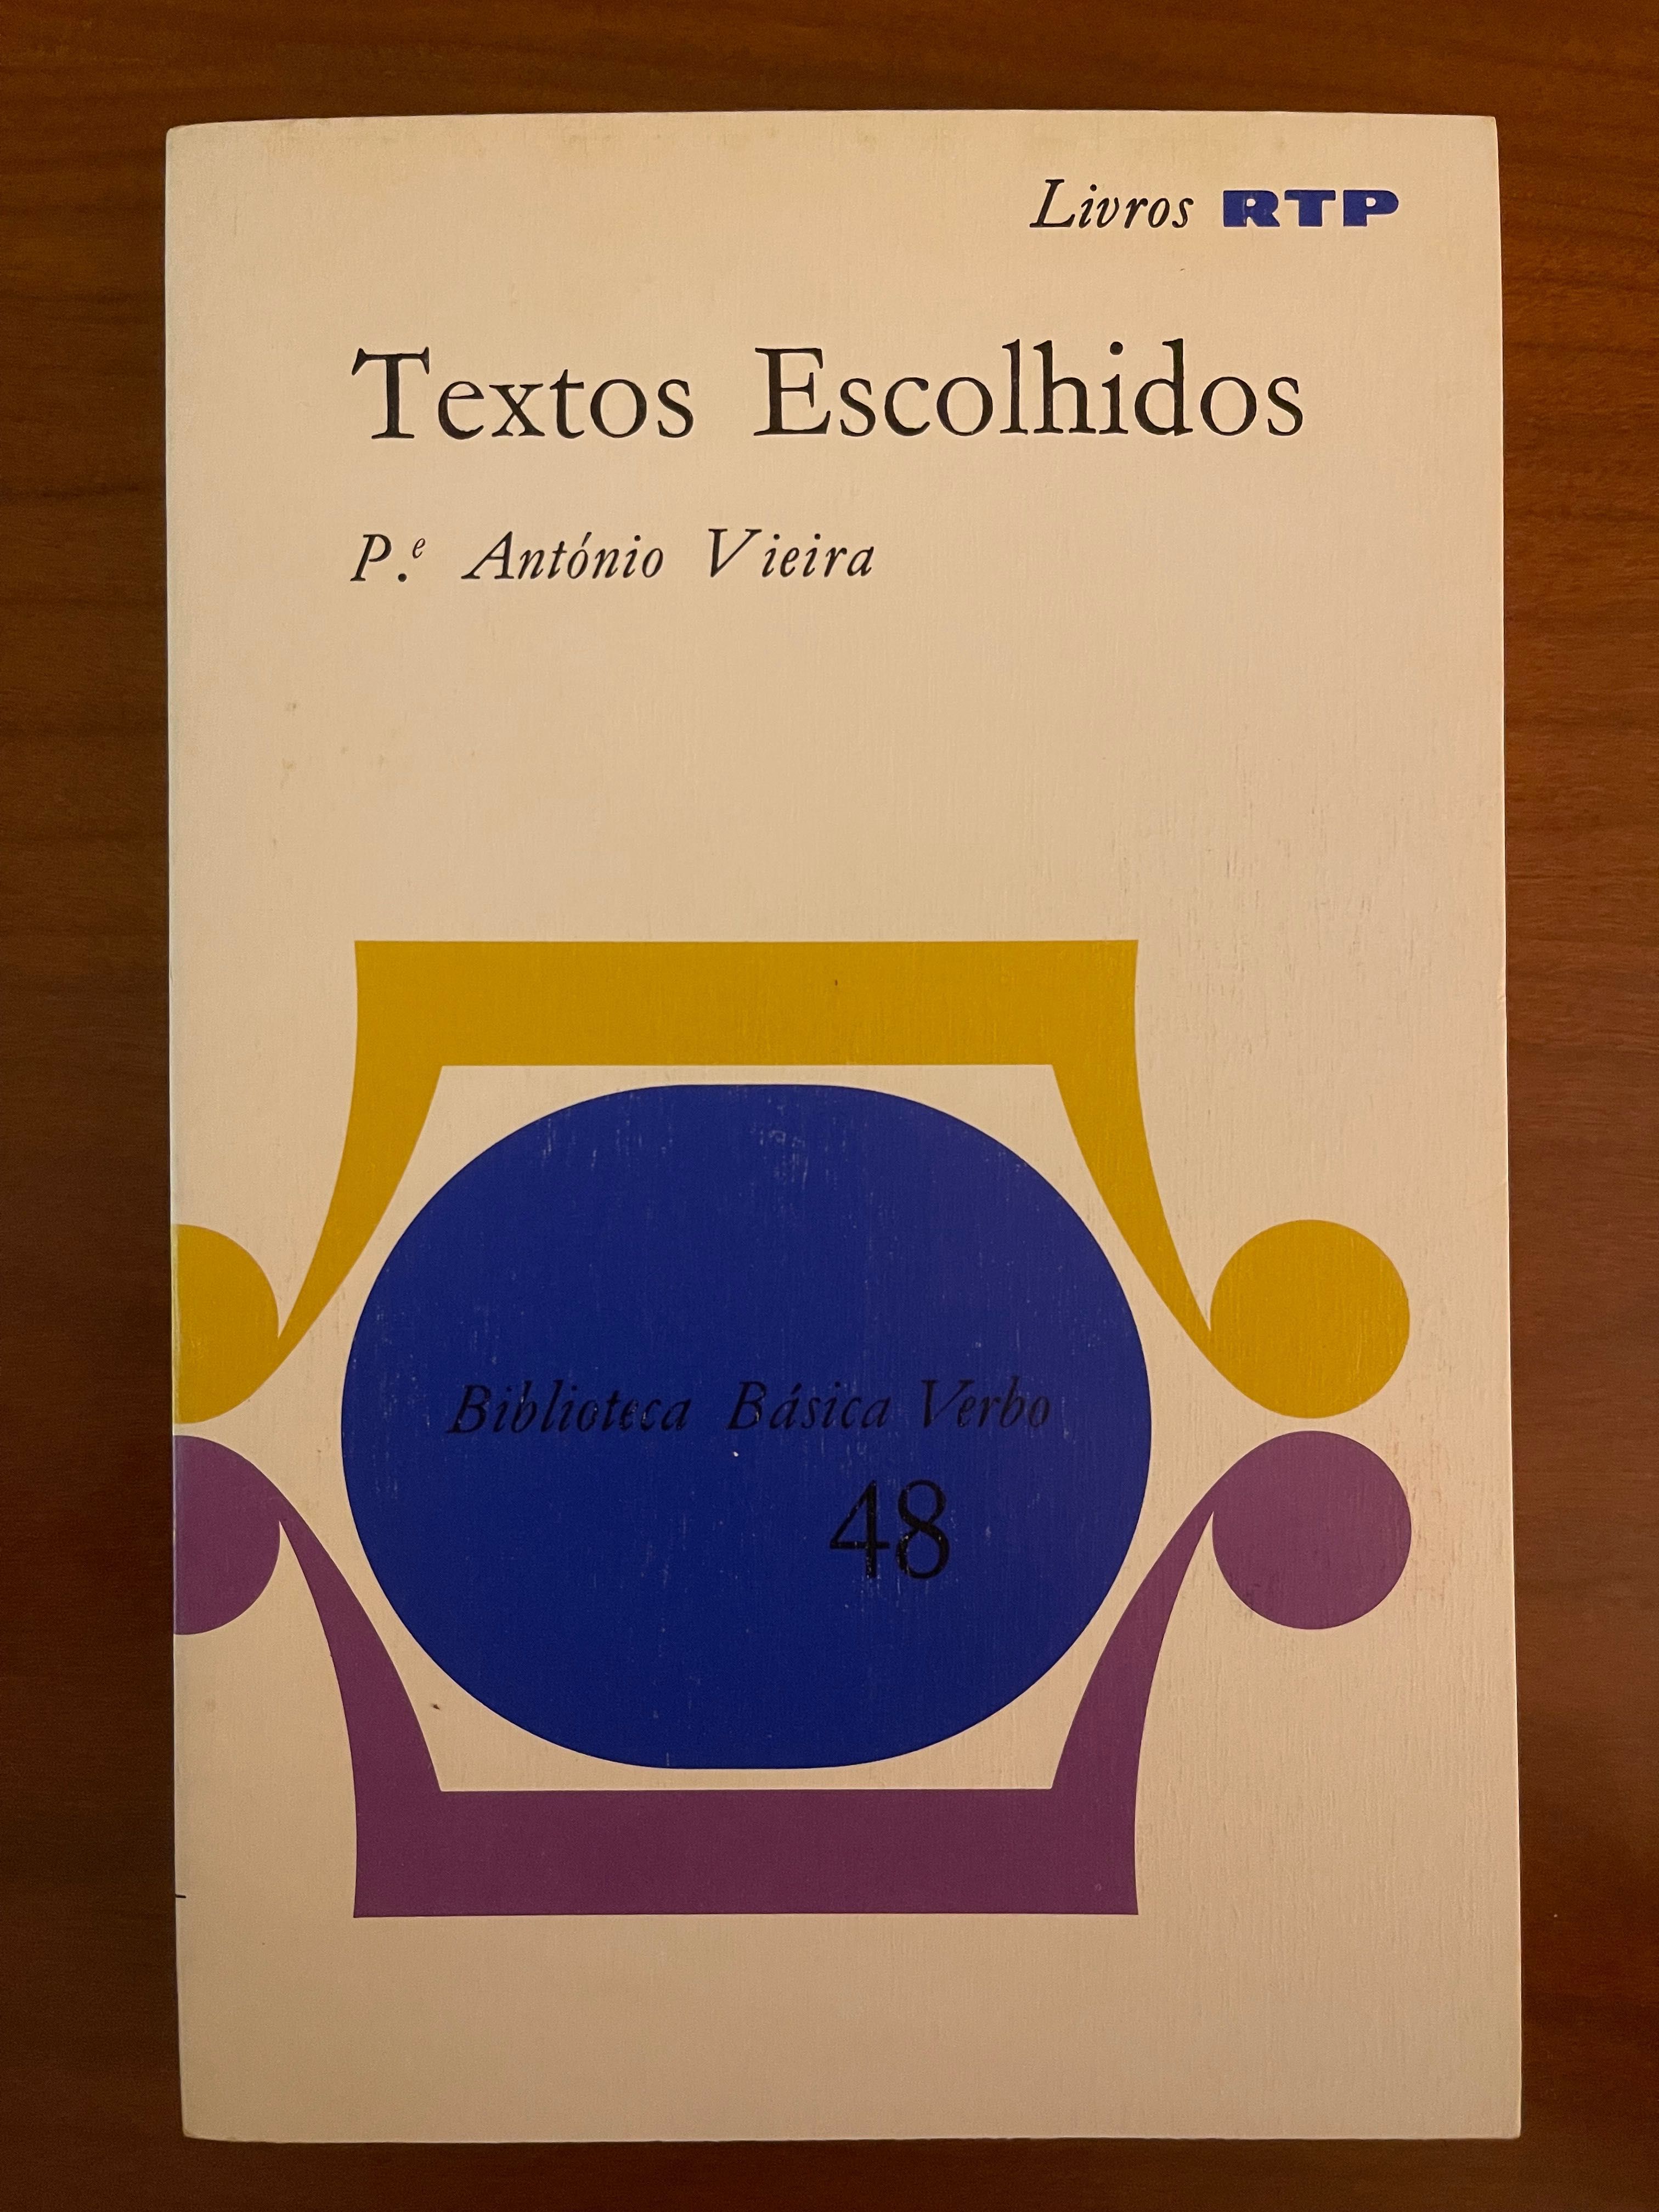 Livros RTP
Textos Escolhidos
P.e António Vieira
Biblioteca Básica Verbo
48